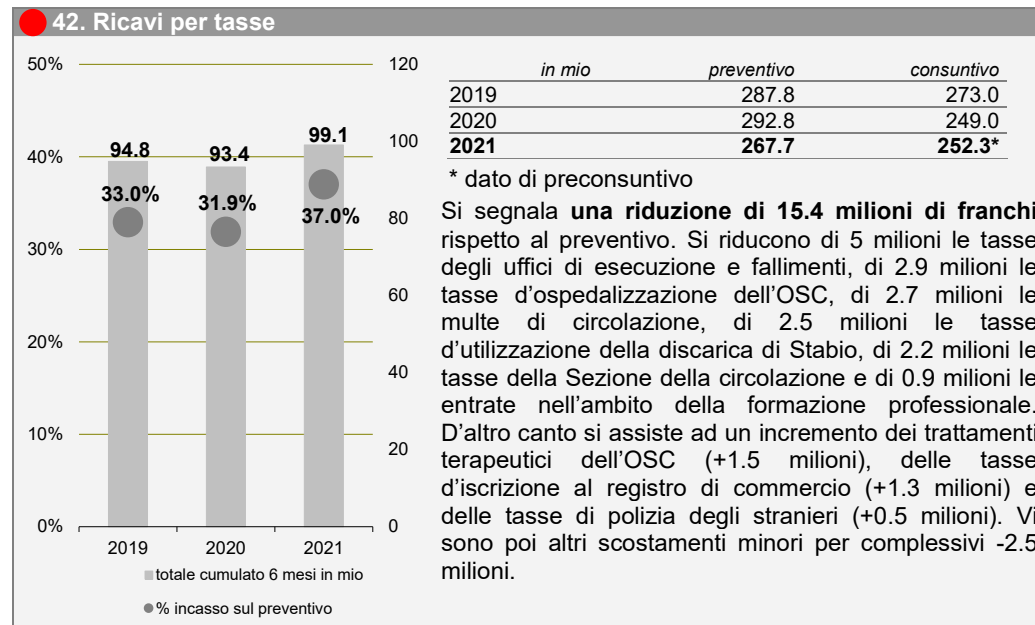 42. Ricavi per tasse
50%
40%
30%
20%
10%
0%
120
100
80
60
40
20
0
94.8
93.4
99.1
33.0%
31.9%
37.0%
2019
2020
2021
totale cumulato 6 mesi in mio
% incasso sul preventivo
in mio preventivo consuntivo
2019 287.8 273.0
2020 292.8 249.0
2021 267.7 252.3*
* dato di preconsuntivo
Si segnala una riduzione di 15.4 milioni di franchi
rispetto al preventivo. Si riducono di 5 milioni le tasse
degli uffici di esecuzione e fallimenti, di 2.9 milioni le
tasse d'ospedalizzazione dell'OSC, di 2.7 milioni le
multe di circolazione, di 2.5 milioni le tasse
d'utilizzazione della discarica di Stabio, di 2.2 milioni le
tasse della Sezione della circolazione e di 0.9 milioni le
entrate nell'ambito della formazione professionale.
D'altro canto si assiste ad un incremento dei trattamenti
terapeutici dell'OSC (+1.5 milioni), delle tasse
d'iscrizione al registro di commercio (+1.3 milioni) e
delle tasse di polizia degli stranieri (+0.5 milioni). Vi
sono poi altri scostamenti minori per complessivi -2.5
milioni.